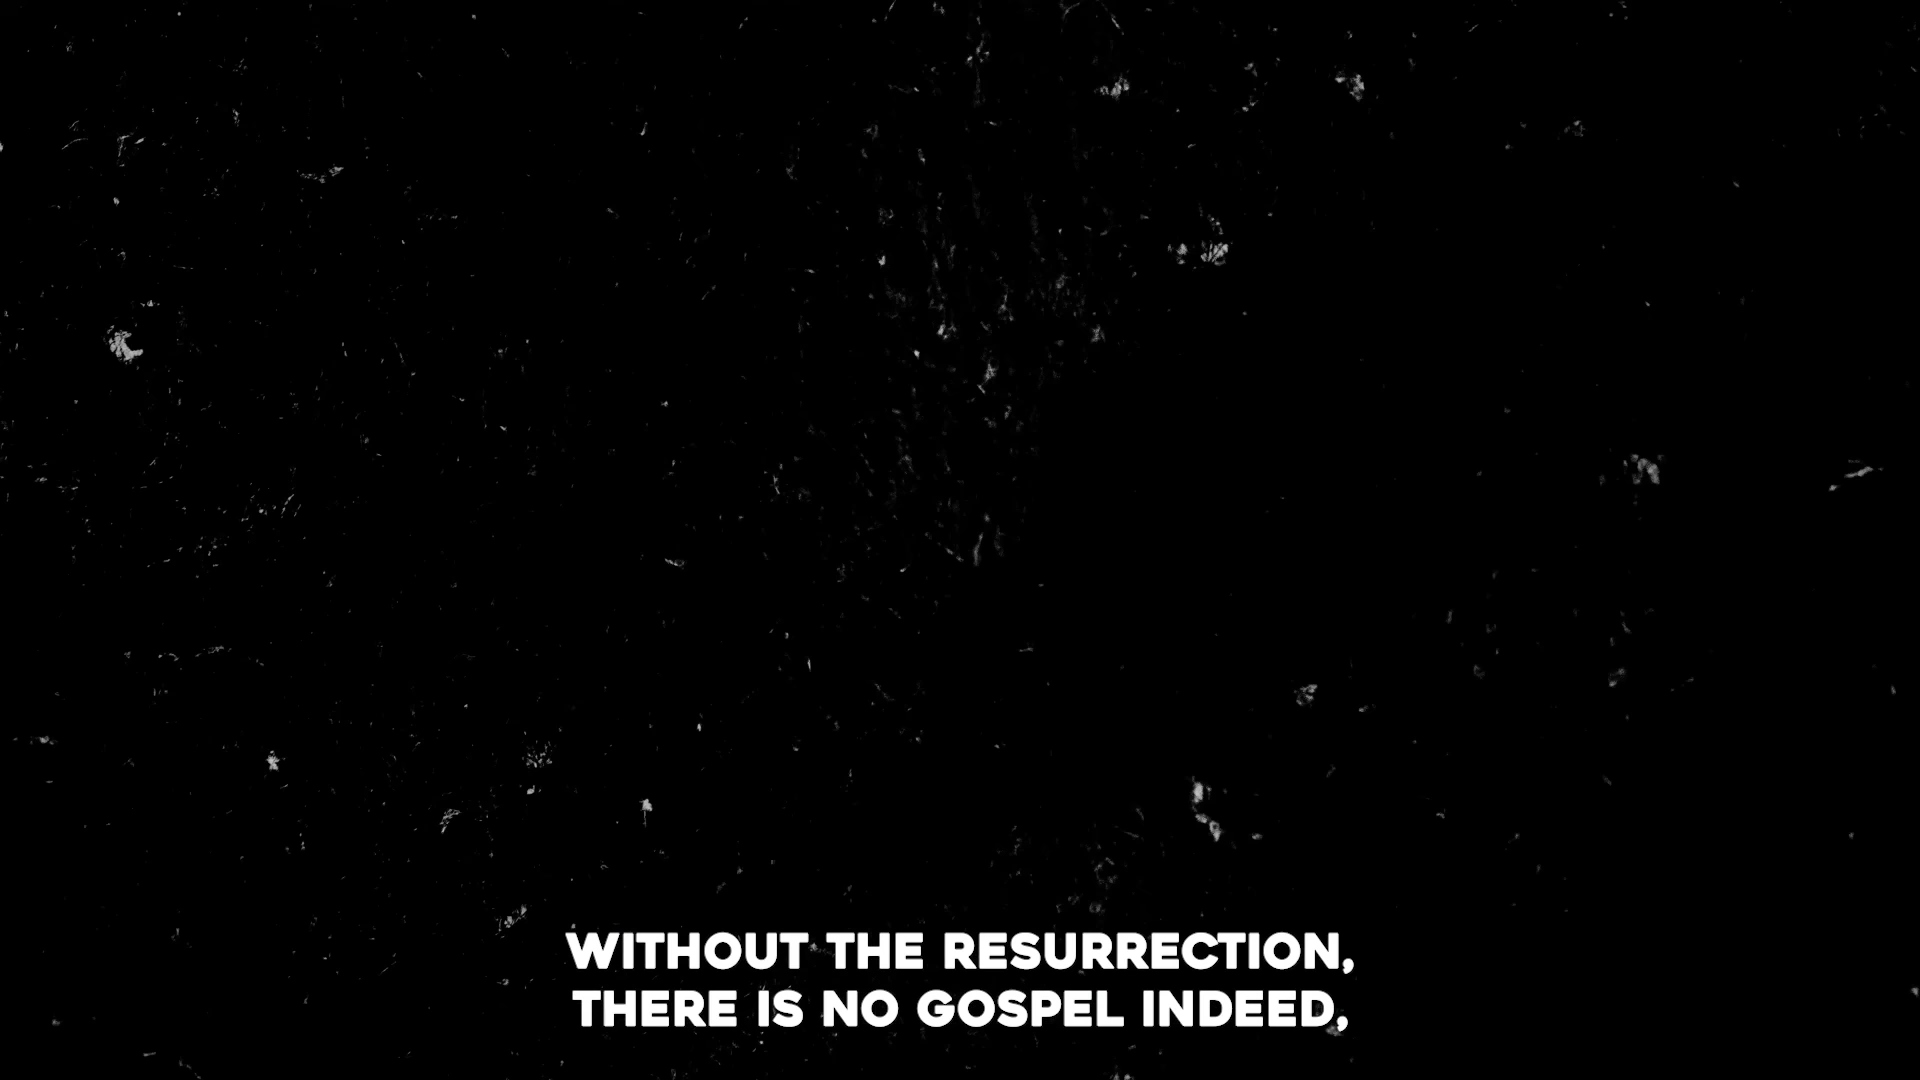 WITHOUT THE RESURRECTION,
THERE IS NO GOSPEL INDEED,